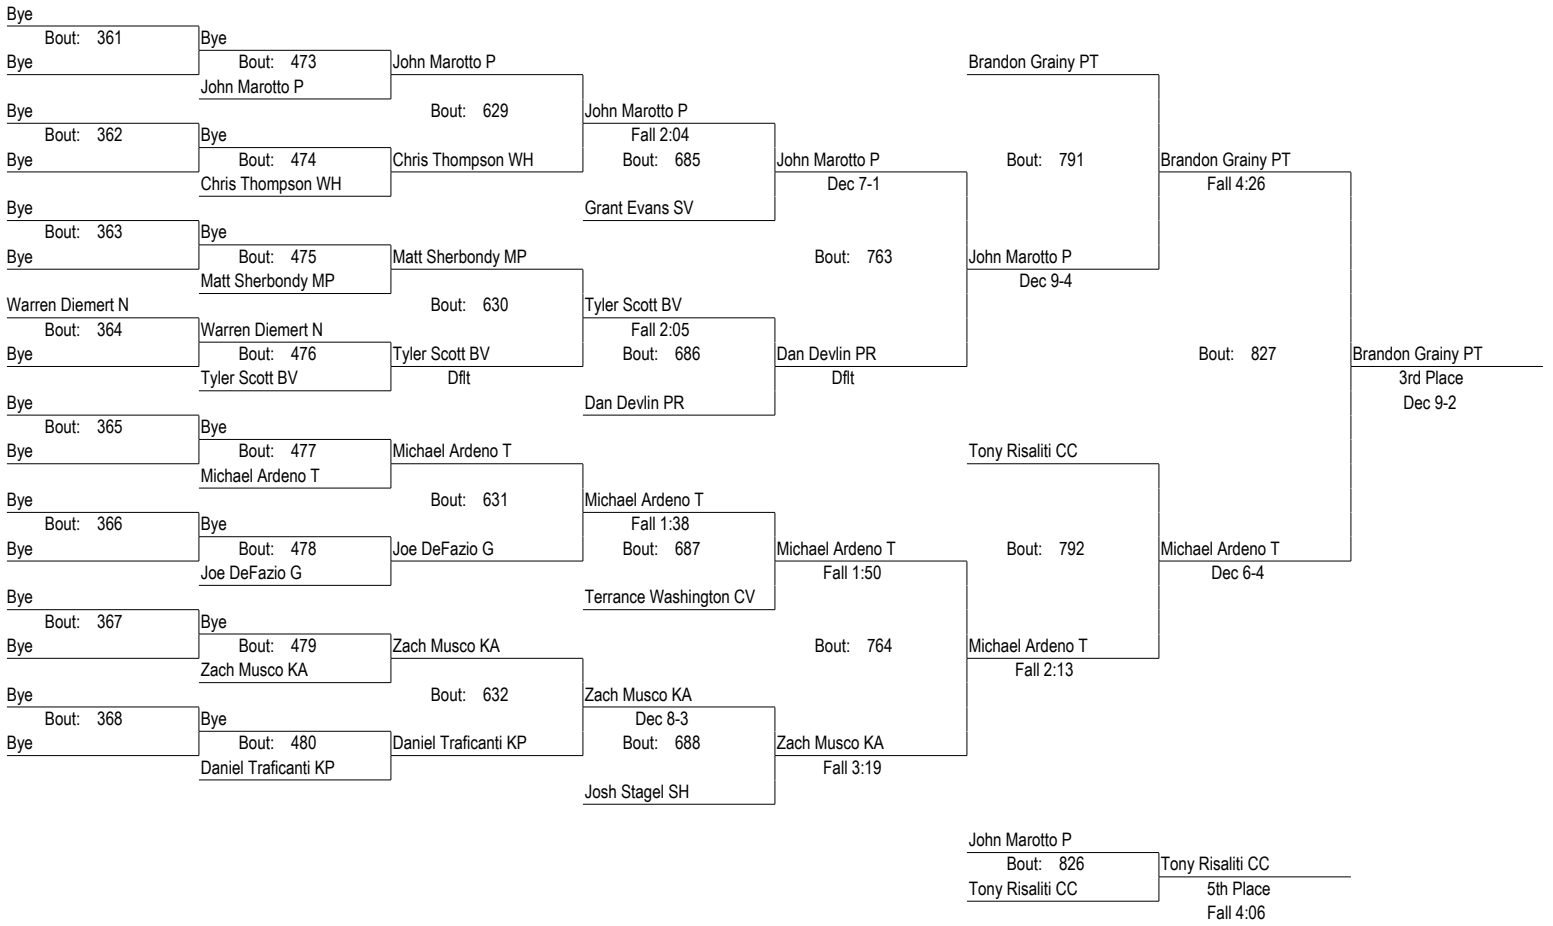 Bye
Bout: 361 Bye
Bye Bout: 473 John Marotto P Brandon Grainy PT
John Marotto P
Bye Bout: 629 John Marotto P
Bout: 362 Bye Fall 2:04
Bye Bout: 474 Chris Thompson WH Bout: 685 John Marotto P Bout: 791 Brandon Grainy PT
Chris Thompson WH Dec 7-1 Fall 4:26
Bye Grant Evans SV
Bout: 363 Bye
Bye Bout: 475 Matt Sherbondy MP Bout: 763 John Marotto P
Matt Sherbondy MP Dec 9-4
Warren Diemert N Bout: 630 Tyler Scott BV
Bout: 364 Warren Diemert N Fall 2:05
Bye Bout: 476 Tyler Scott BV Bout: 686 Dan Devlin PR Bout: 827 Brandon Grainy PT
Tyler Scott BV Dflt Dflt 3rd Place
Bye Dan Devlin PR Dec 9-2
Bout: 365 Bye
Bye Bout: 477 Michael Ardeno T Tony Risaliti CC
Michael Ardeno T
Bye Bout: 631 Michael Ardeno T
Bout: 366 Bye Fall 1:38
Bye Bout: 478 Joe DeFazio G Bout: 687 Michael Ardeno T Bout: 792 Michael Ardeno T
Joe DeFazio G Fall 1:50 Dec 6-4
Bye Terrance Washington CV
Bout: 367 Bye
Bye Bout: 479 Zach Musco KA Bout: 764 Michael Ardeno T
Zach Musco KA Fall 2:13
Bye Bout: 632 Zach Musco KA
Bout: 368 Bye Dec 8-3
Bye Bout: 480 Daniel Traficanti KP Bout: 688 Zach Musco KA
Daniel Traficanti KP Fall 3:19
Josh Stagel SH
John Marotto P
Bout: 826 Tony Risaliti CC
Tony Risaliti CC 5th Place
Fall 4:06